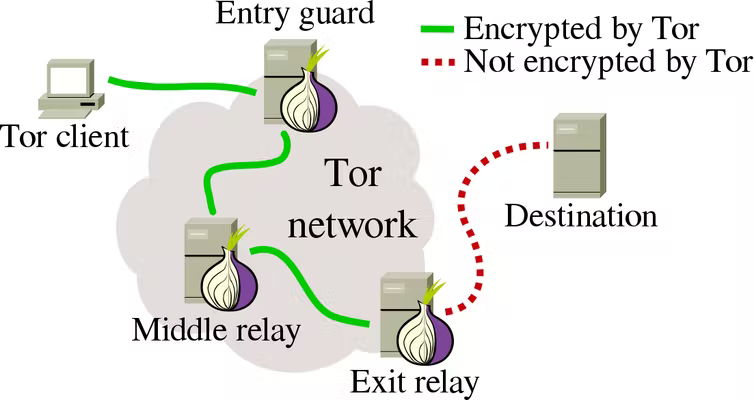 Entry guard
Encrypted by Tor
Not encrypted by Tor
Tor client
Tor
network
Destination
Middle relay
Exit relay